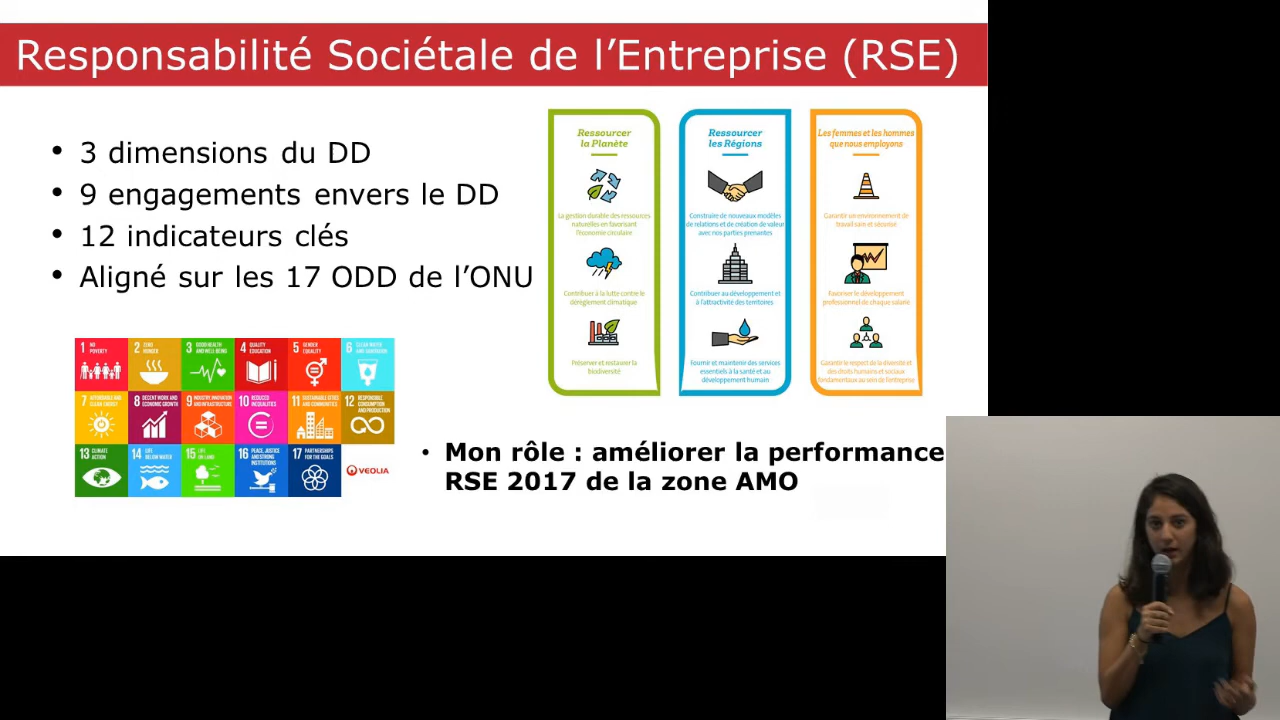 Responsabilité Sociétale de l’Entreprise (RSE)
• 3 dimensions du DD
• 9 engagements envers le DD
• 12 indicateurs clés
• Aligné sur les 17 ODD de l’ONU
Ressourcer
la Planète
La gestion durable des ressources
naturelles en favorisant
l'économie circulaire
Contribuer à la lutte contre le
dérèglement climatique
Préserver et restaurer la
biodiversité
Ressourcer
les Régions
Construire de nouveaux modèles
de relations et de création de valeur
avec nos parties prenantes
Contribuer au développement et
à l'attractivité des territoires
Fournir et maintenir des services
essentiels à la santé et au
développement humain
Les femmes et les hommes
que nous employons
Garantir un environnement de
travail sain et sécurisé
Favoriser le développement
professionnel de chaque salarié
Garantir le respect de la diversité et
des droits humains et sociaux
fondamentaux au sein de l'entreprise
1 NO
POVERTY
2 ZERO
HUNGER
3 GOOD HEALTH
AND WELL-BEING
4 QUALITY
EDUCATION
5 GENDER
EQUALITY
6 CLEAN WATER
AND SANITATION
7 AFFORDABLE AND
CLEAN ENERGY
8 DECENT WORK AND
ECONOMIC GROWTH
9 INDUSTRY, INNOVATION
AND INFRASTRUCTURE
10 REDUCED
INEQUALITIES
11 SUSTAINABLE CITIES
AND COMMUNITIES
12 RESPONSIBLE
CONSUMPTION
AND PRODUCTION
13 CLIMATE
ACTION
14 LIFE
BELOW WATER
15 LIFE
ON LAND
16 PEACE, JUSTICE
AND STRONG
INSTITUTIONS
17 PARTNERSHIPS
FOR THE GOALS
VEOLIA
• Mon rôle : améliorer la performance
RSE 2017 de la zone AMO